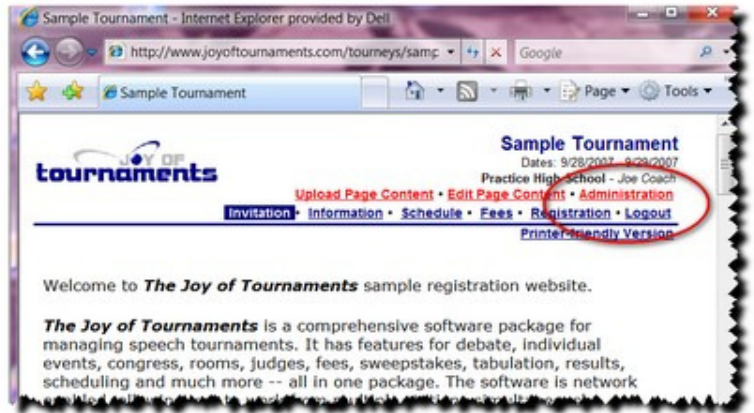 Sample Tournament - Internet Explorer provided by Dell
http://www.joyoftournaments.com/tourneys/samp
Google
Sample Tournament
Page
Tools
JOY OF
tournaments
Sample Tournament
Dates: 9/28/2007 - 9/29/2007
Practice High School - Joe Coach
Upload Page Content • Edit Page Content • Administration
Invitation • Information • Schedule • Fees • Registration • Logout
Printer-friendly Version
Welcome to The Joy of Tournaments sample registration website.
The Joy of Tournaments is a comprehensive software package for
managing speech tournaments. It has features for debate, individual
events, congress, rooms, judges, fees, sweepstakes, tabulation, results,
scheduling and much more -- all in one package. The software is network